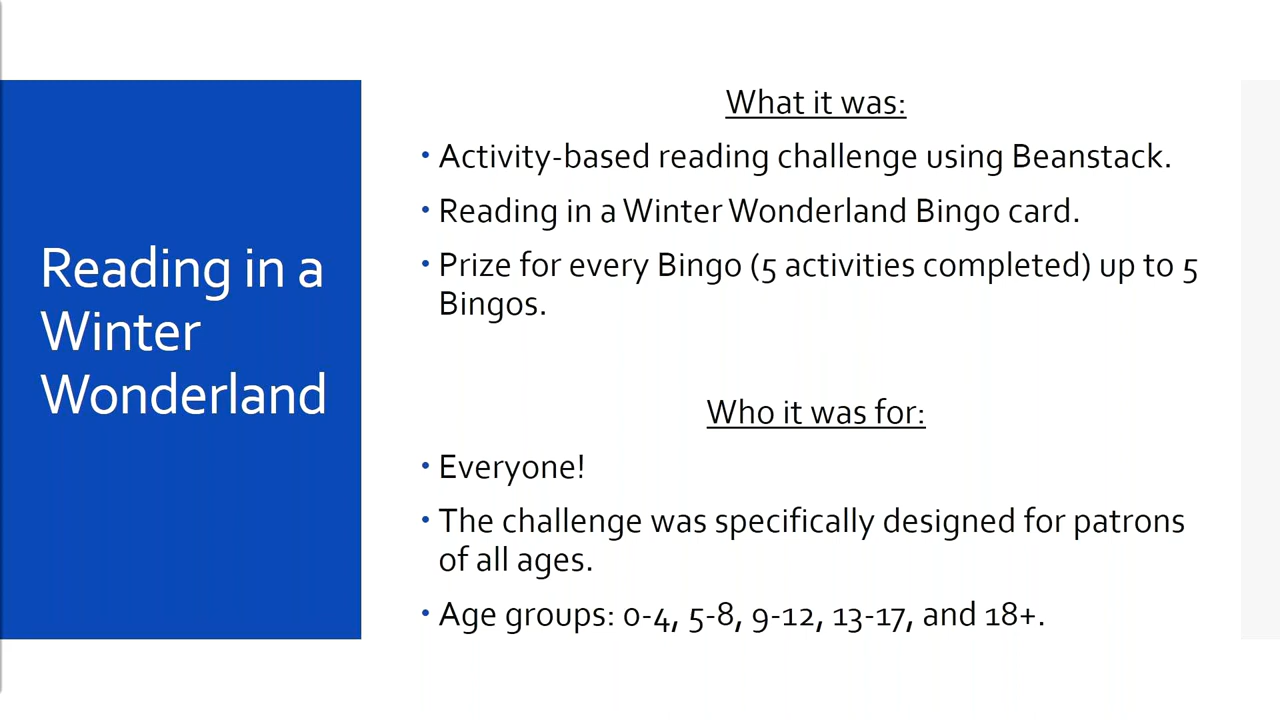 Reading in a
Winter
Wonderland
What it was:
• Activity-based reading challenge using Beanstack.
• Reading in a Winter Wonderland Bingo card.
• Prize for every Bingo (5 activities completed) up to 5
Bingos.
Who it was for:
• Everyone!
• The challenge was specifically designed for patrons
of all ages.
• Age groups: 0-4, 5-8, 9-12, 13-17, and 18+.